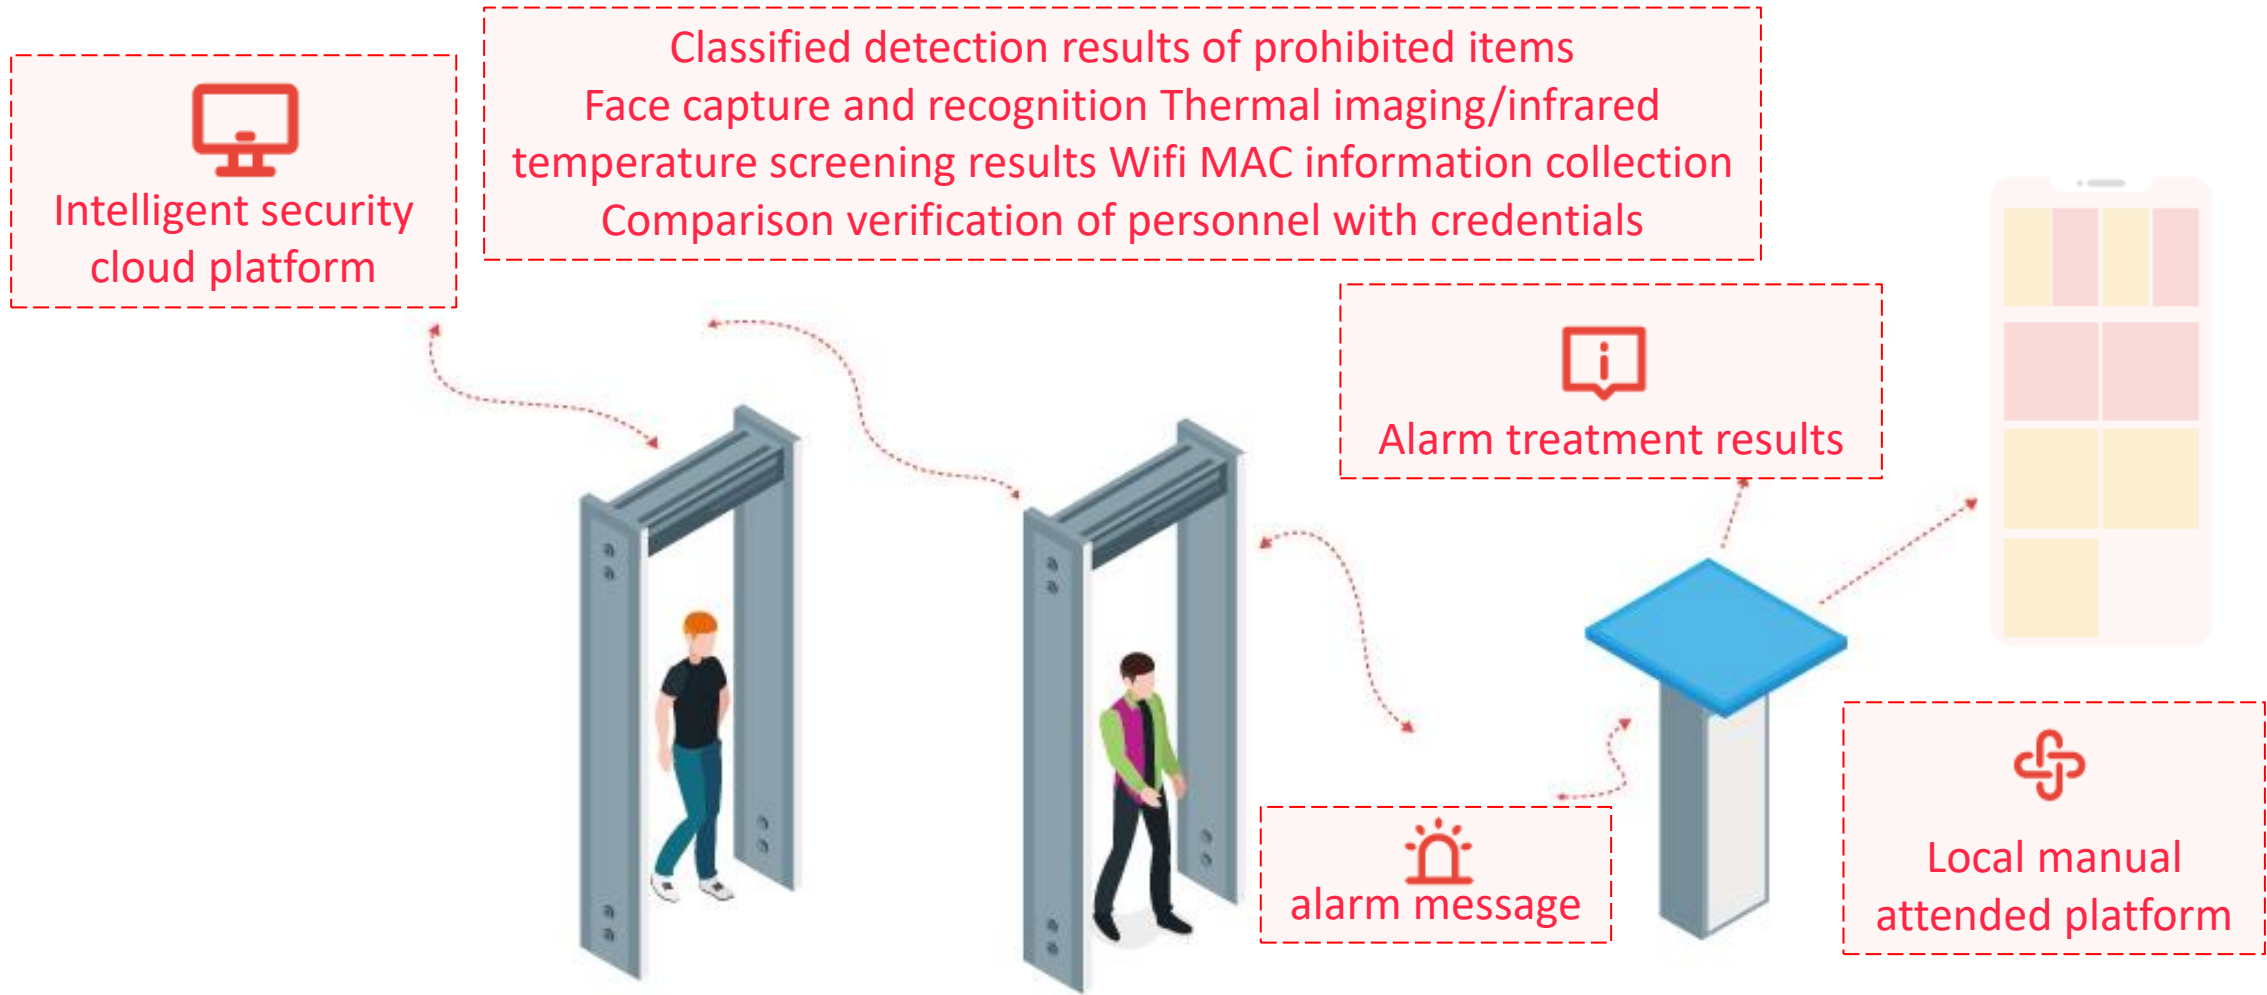 Classified detection results of prohibited items
Face capture and recognition Thermal imaging/infrared
temperature screening results Wifi MAC information collection
Comparison verification of personnel with credentials
Intelligent security
cloud platform
Alarm treatment results
alarm message
Local manual
attended platform